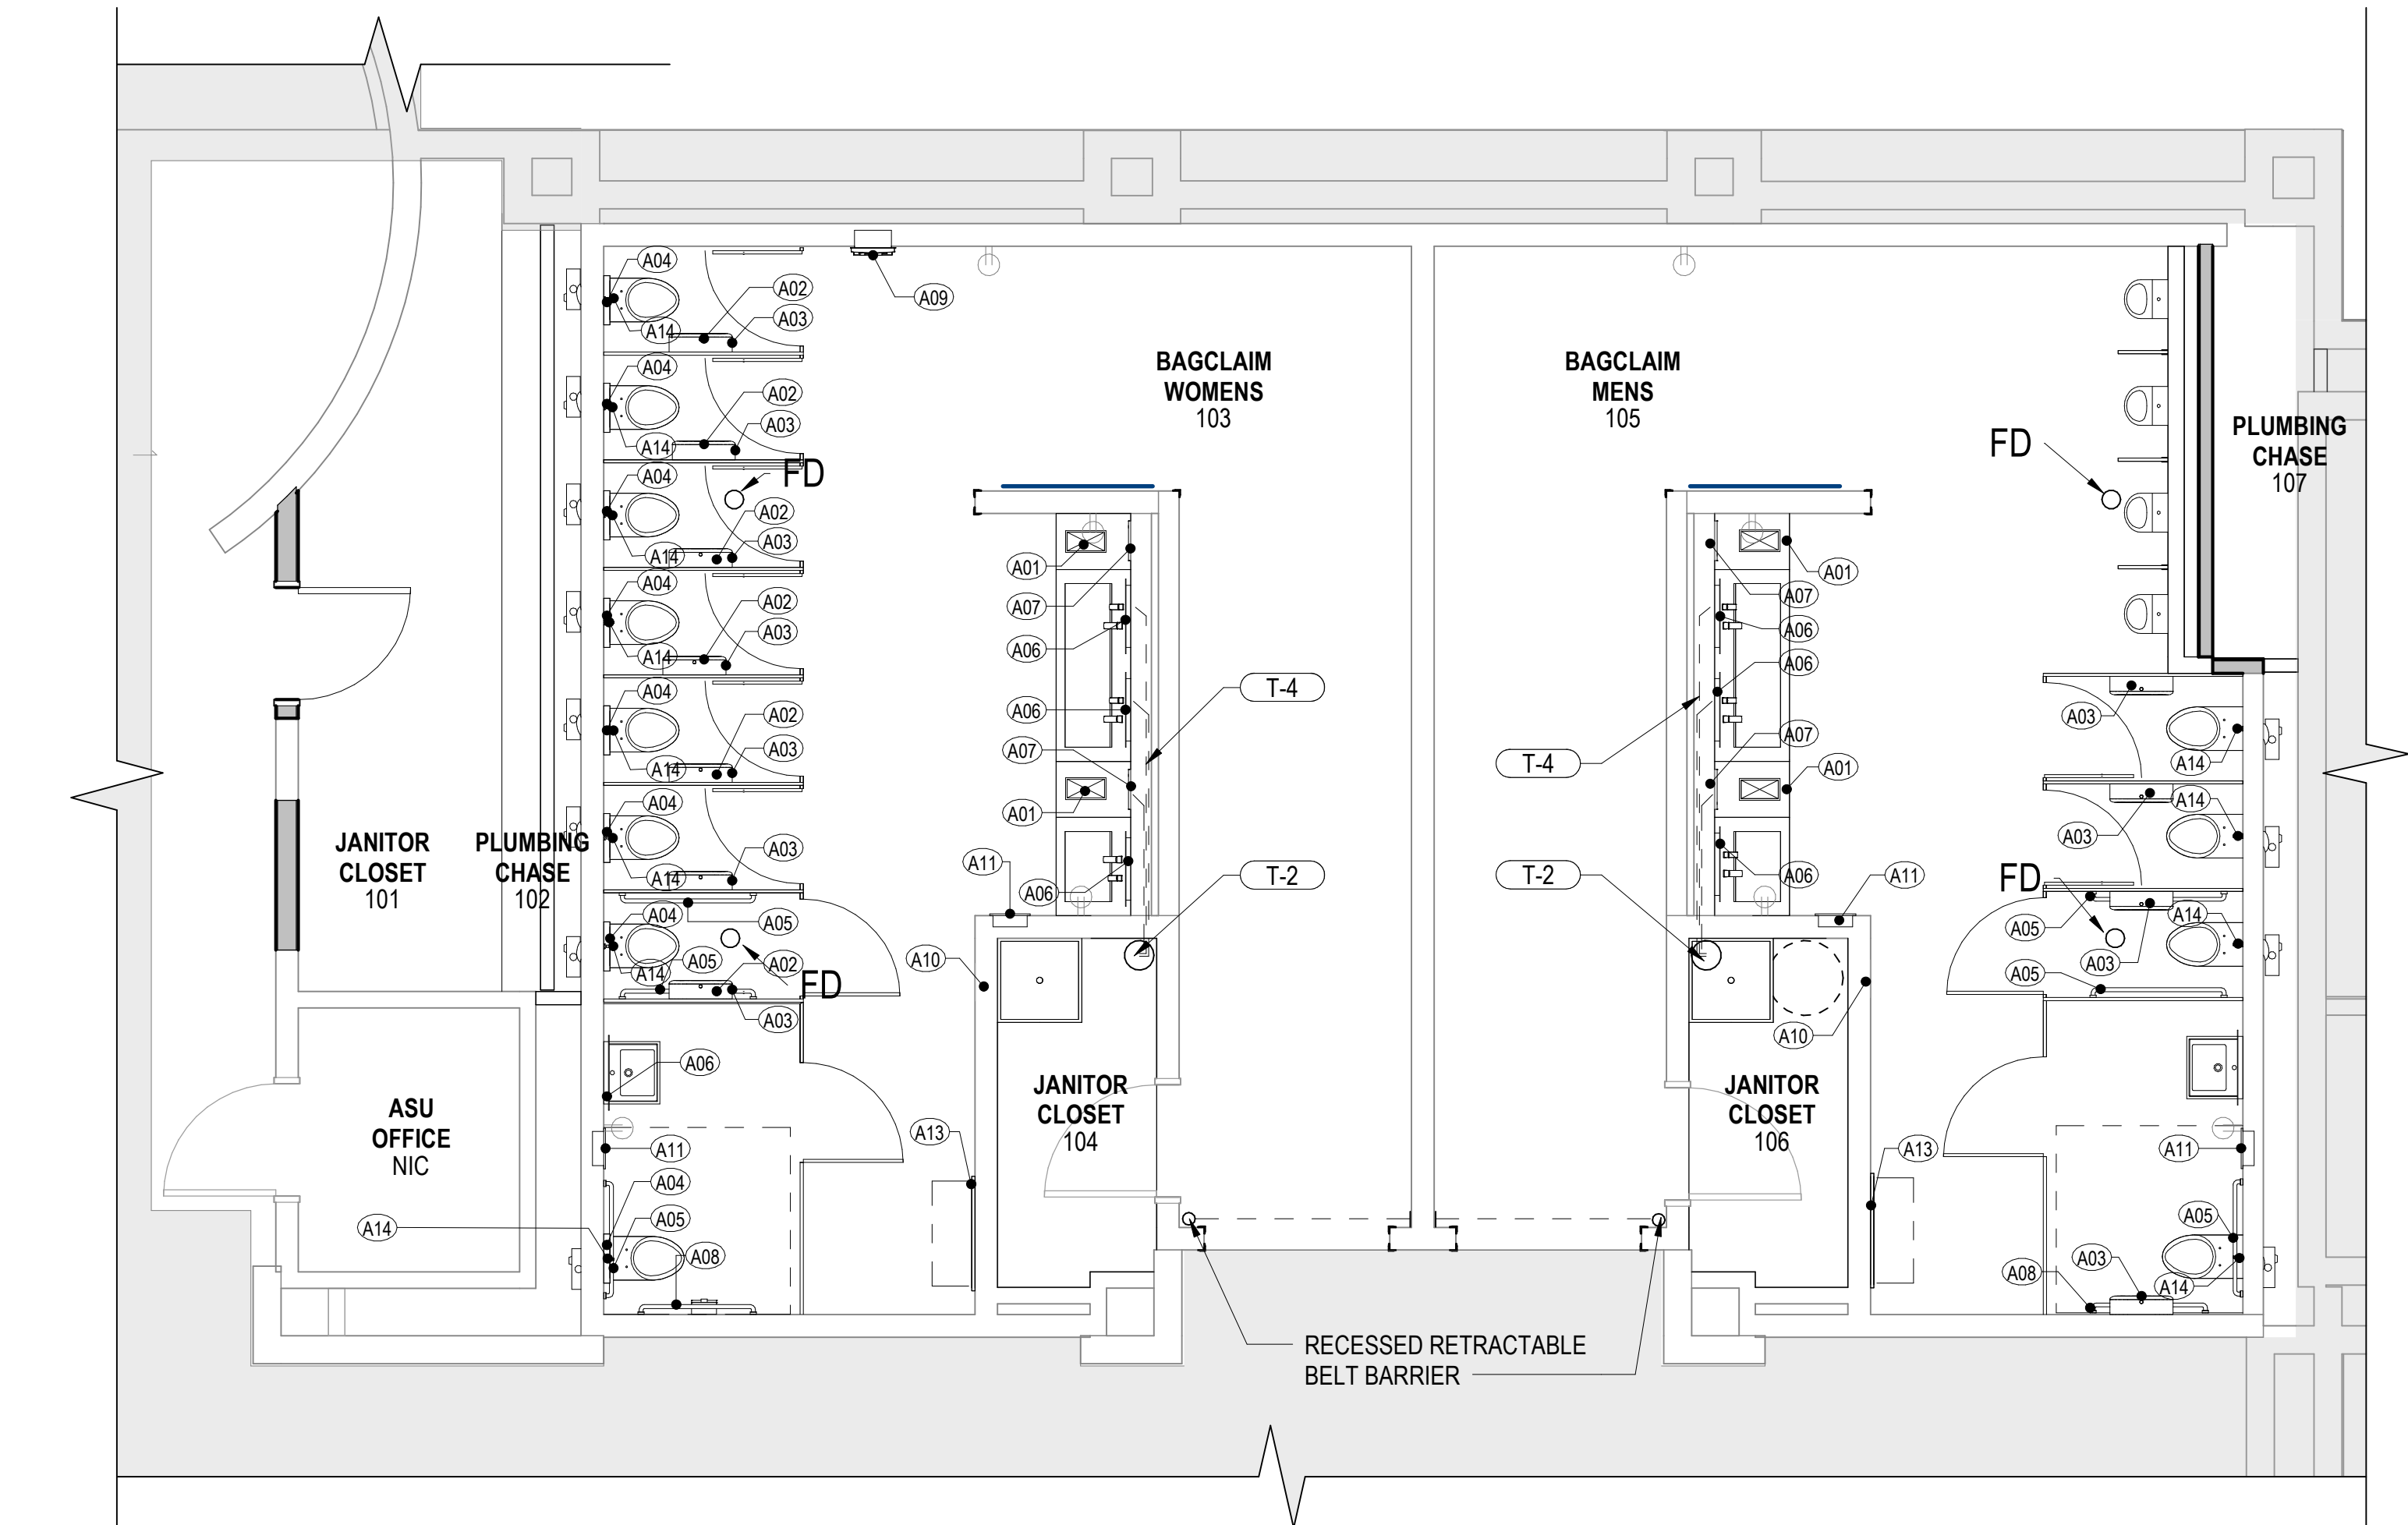 A04
A02
A14
A03
A09
A04
A02
A14
A03
A04
FD
A02
A14
A03
A04
A02
A14
A03
A04
A02
A14
A03
A04
A14
A03
A04
A05
A14
A05
A02
FD
A03
A06
A11
A04
A05
A14
A08
BAGCLAIM
WOMENS
103
BAGCLAIM
MENS
105
PLUMBING
CHASE
107
FD
A01
A07
A06
A06
A07
A01
A06
A11
A10
A13
T-4
T-2
T-4
T-2
A01
A07
A06
A06
A07
A01
A06
A11
A10
A13
A03
A14
A14
A03
FD
A14
A05
A03
A05
A11
A05
A03
A08
A14
JANITOR
CLOSET
101
PLUMBING
CHASE
102
ASU
OFFICE
NIC
JANITOR
CLOSET
104
JANITOR
CLOSET
106
RECESSED RETRACTABLE
BELT BARRIER